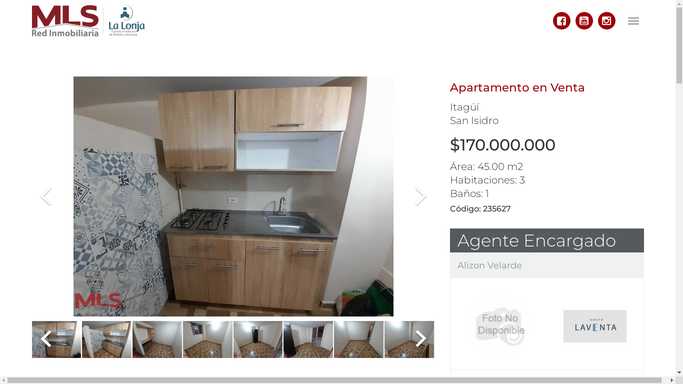 MLS
Red Inmobiliaria
La Lonja
Apartamento en Venta
Itagüí
San Isidro
$170.000.000
Área: 45.00 m2
Habitaciones: 3
Baños: 1
Código: 235627
Agente Encargado
Alizon Velarde
MLS
Foto No
Disponible
LAVENTA